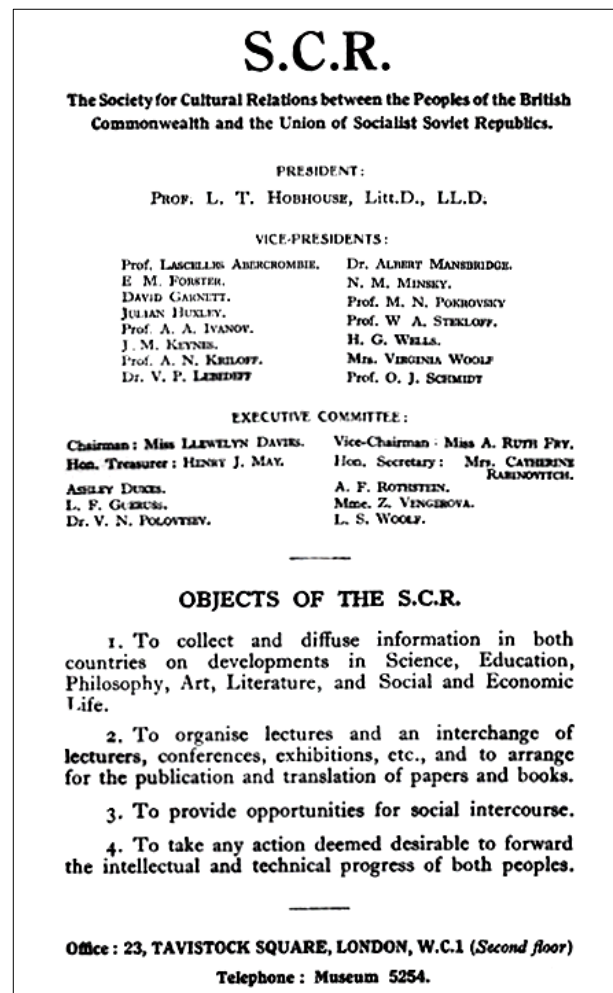 S.C.R.
The Society for Cultural Relations between the Peoples of the British
Commonwealth and the Union of Socialist Soviet Republics.
PRESIDENT:
PROF. L. T. HOBHOUSE, Litt.D., LL.D.
VICE-PRESIDENTS:
Prof. LASCELLES ABERCROMBIE.
E M. FORSTER.
DAVID GARNETT.
JULIAN HUXLEY.
Prof. A. A. IVANOV.
J. M. KEYNES.
Prof. A. N. KRILOFF.
Dr. V. P. LEBEDEFF
Dr. ALBERT MANSBRIDGE.
N. M. MINSKY.
Prof. M. N. POKROVSKY
Prof. W A. STEKLOFF.
H. G. WELLS.
Mrs. VIRGINIA WOOLF
Prof. O. J. SCHMIDT
EXECUTIVE COMMITTEE:
Chairman: Miss LLEWELYN DAVIES.
Hon. Treasurer: HENRY J. MAY.
ASHLEY DUKES.
L. F.
Dr. V. N. POLOVTSEV.
Vice-Chairman: Miss A. RUTH FRY.
Hon. Secretary: Mrs. CATHERINE
RABINOVITCH.
A. F. ROTHSTEIN.
Mme. Z. VENGEROVA.
L. S. WOOLF.
OBJECTS OF THE S.C.R.
1. To collect and diffuse information in both
countries on developments in Science, Education,
Philosophy, Art, Literature, and Social and Economic
Life.
2. To organise lectures and an interchange of
lecturers, conferences, exhibitions, etc., and to arrange
for the publication and translation of papers and books.
3. To provide opportunities for social intercourse.
4. To take any action deemed desirable to forward
the intellectual and technical progress of both peoples.
Office: 23, TAVISTOCK SQUARE, LONDON, W.C.1 (Second floor)
Telephone: Museum 5254.